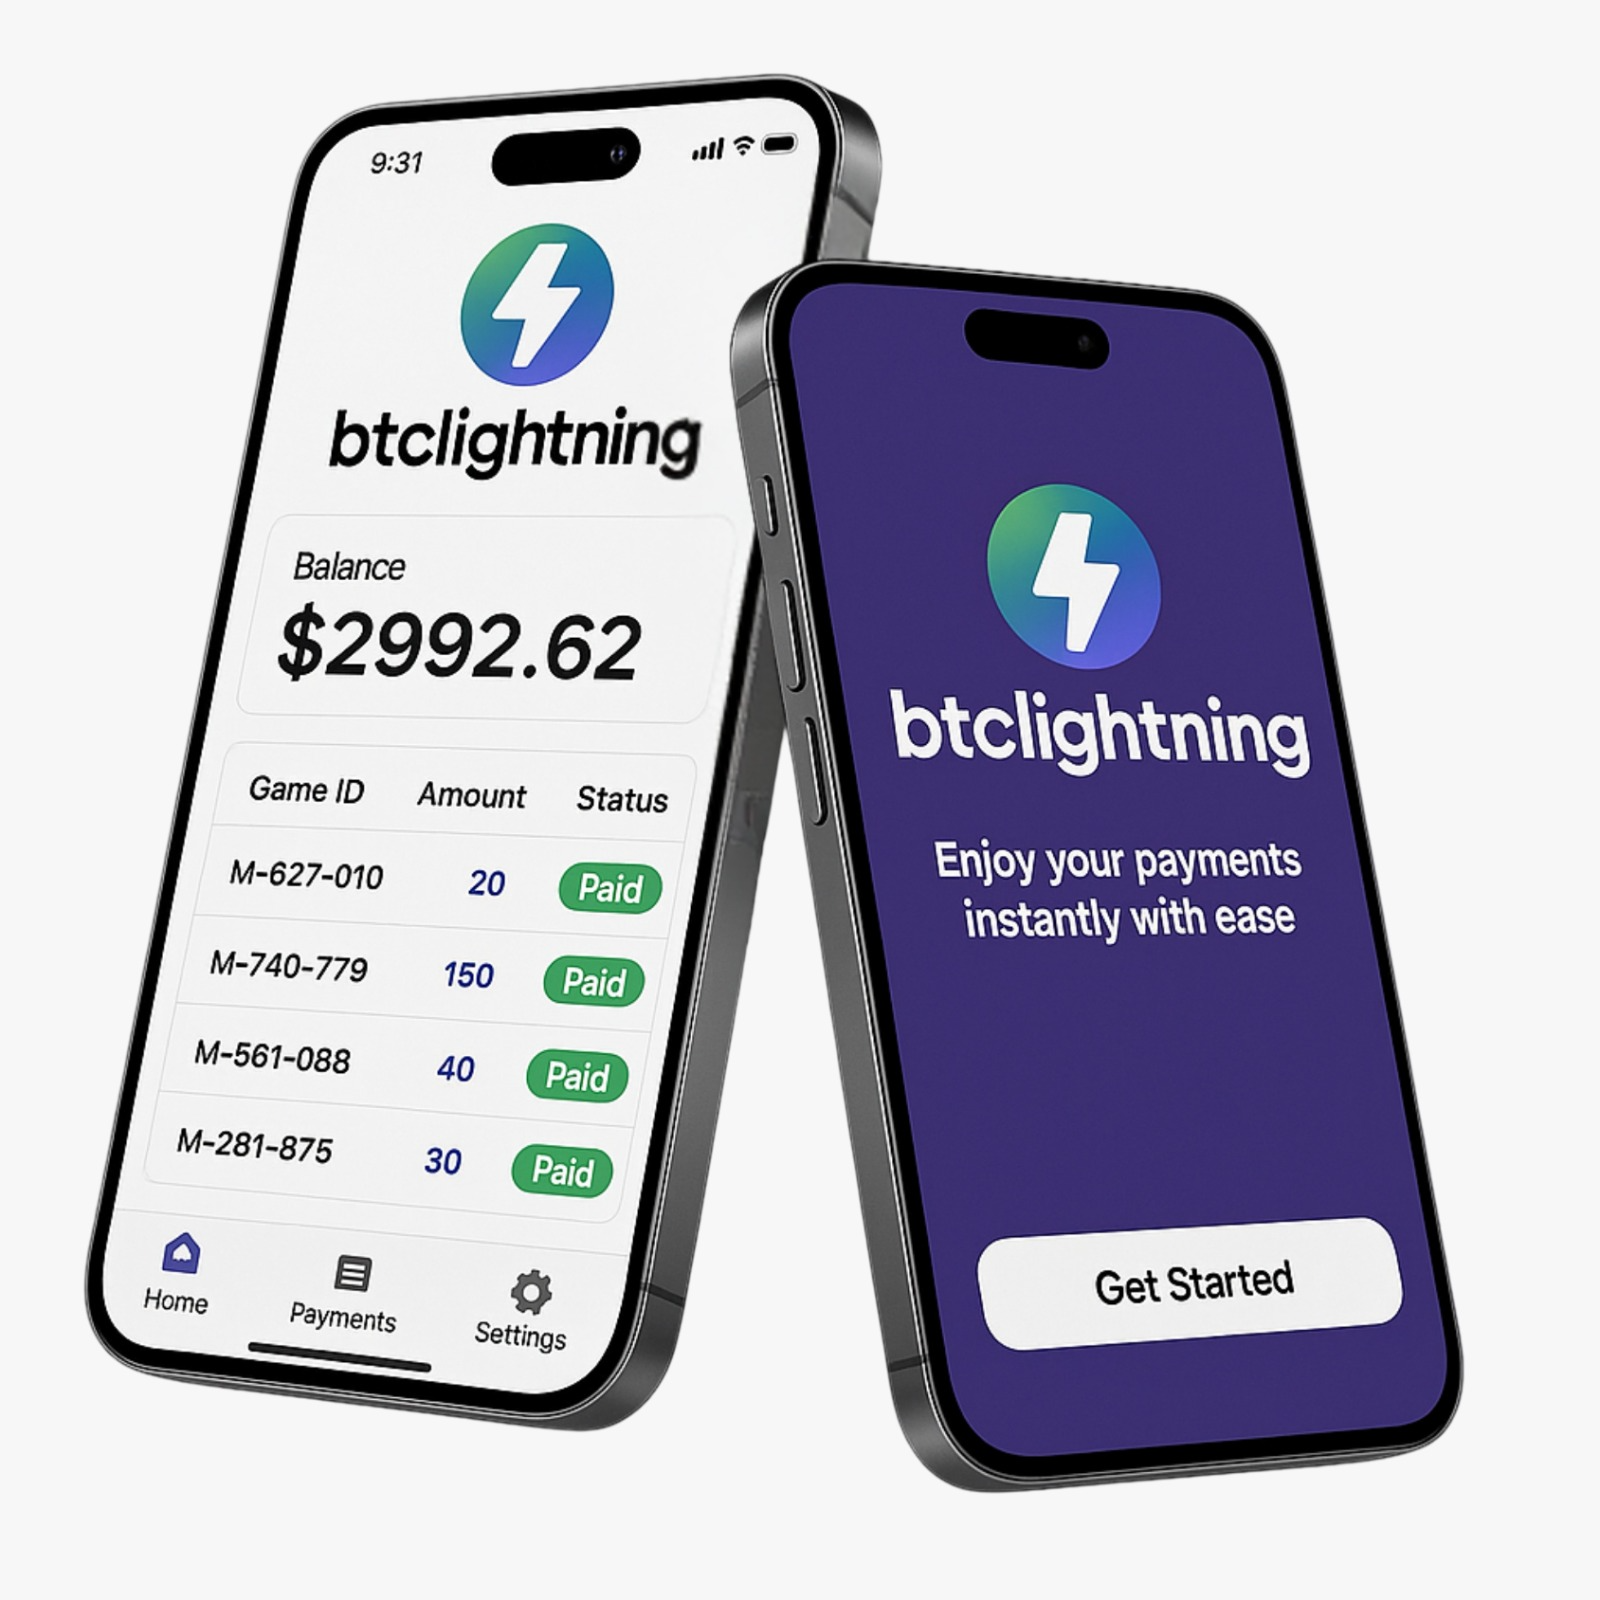 9:31
btclightning
Balance
$2992.62
Game ID Amount Status
M-627-010 20 Paid
M-740-779 150 Paid
M-561-088 40 Paid
M-281-875 30 Paid
Home Payments Settings
btclightning
Enjoy your payments
instantly with ease
Get Started